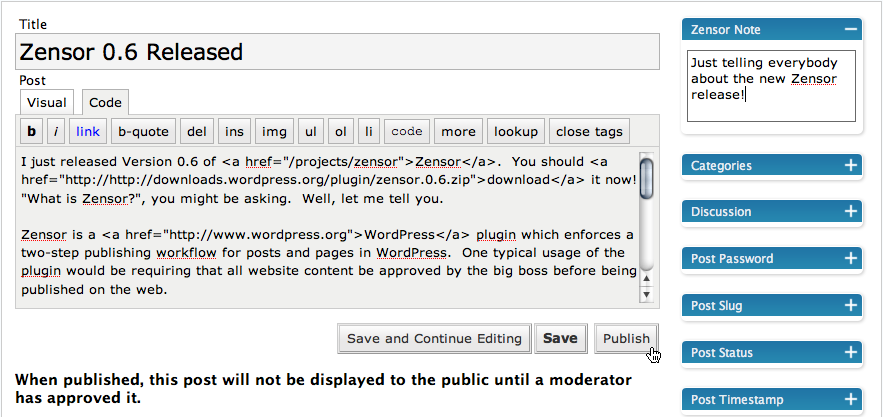 Title
Zensor 0.6 Released
Post
Visual Code
b i link b-quote del ins img ul ol li code more lookup close tags
I just released Version 0.6 of <a href="/projects/zensor">Zensor</a>.  You should <a
href="http://http://downloads.wordpress.org/plugin/zensor.0.6.zip">download</a> it now!
"What is Zensor?", you might be asking.  Well, let me tell you.
Zensor is a <a href="http://www.wordpress.org">WordPress</a> plugin which enforces a
two-step publishing workflow for posts and pages in WordPress.  One typical usage of the
plugin would be requiring that all website content be approved by the big boss before being
published on the web.
Save and Continue Editing Save Publish
When published, this post will not be displayed to the public until a moderator
has approved it.
Zensor Note
Just telling everybody
about the new Zensor
release!
Categories
Discussion
Post Password
Post Slug
Post Status
Post Timestamp